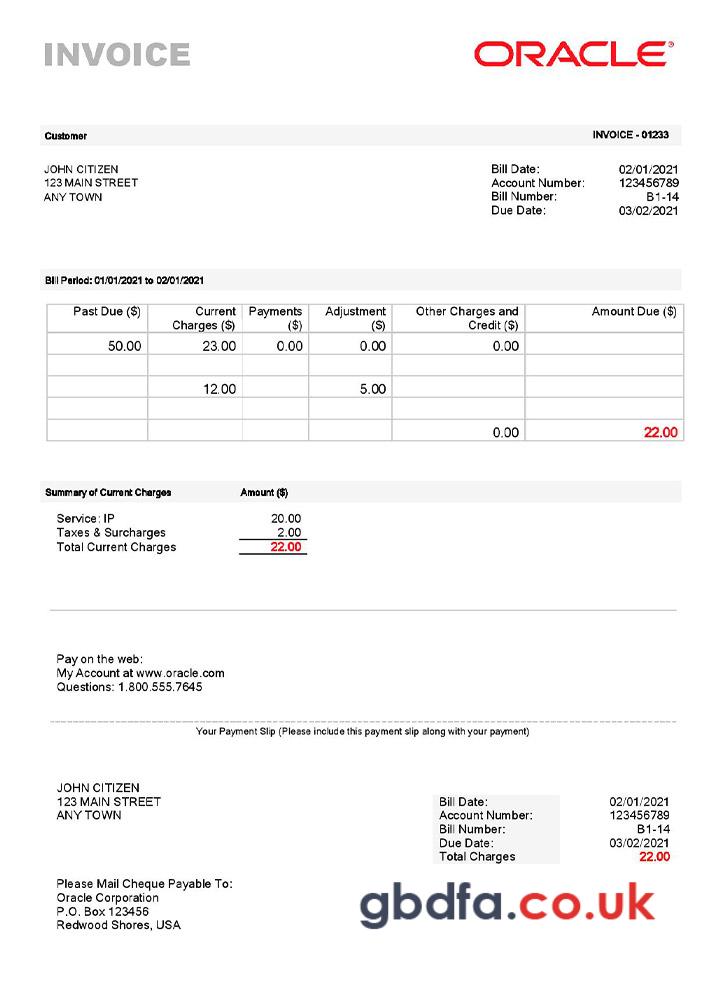 INVOICE ORACLE®
Customer INVOICE - 01233
JOHN CITIZEN
123 MAIN STREET
ANY TOWN
Bill Date: 02/01/2021
Account Number: 123456789
Bill Number: B1-14
Due Date: 03/02/2021
Bill Period: 01/01/2021 to 02/01/2021
Past Due ($) Current Payments Adjustment Other Charges and Amount Due ($)
Charges ($) ($) ($) Credit ($)
50.00 23.00 0.00 0.00 0.00
12.00 5.00
0.00 22.00
Summary of Current Charges Amount ($)
Service: IP 20.00
Taxes & Surcharges 2.00
Total Current Charges 22.00
Pay on the web:
My Account at www.oracle.com
Questions: 1.800.555.7645
Your Payment Slip (Please include this payment slip along with your payment)
JOHN CITIZEN
123 MAIN STREET
ANY TOWN
Bill Date: 02/01/2021
Account Number: 123456789
Bill Number: B1-14
Due Date: 03/02/2021
Total Charges 22.00
Please Mail Cheque Payable To:
Oracle Corporation
P.O. Box 123456
Redwood Shores, USA
gbdfa.co.uk